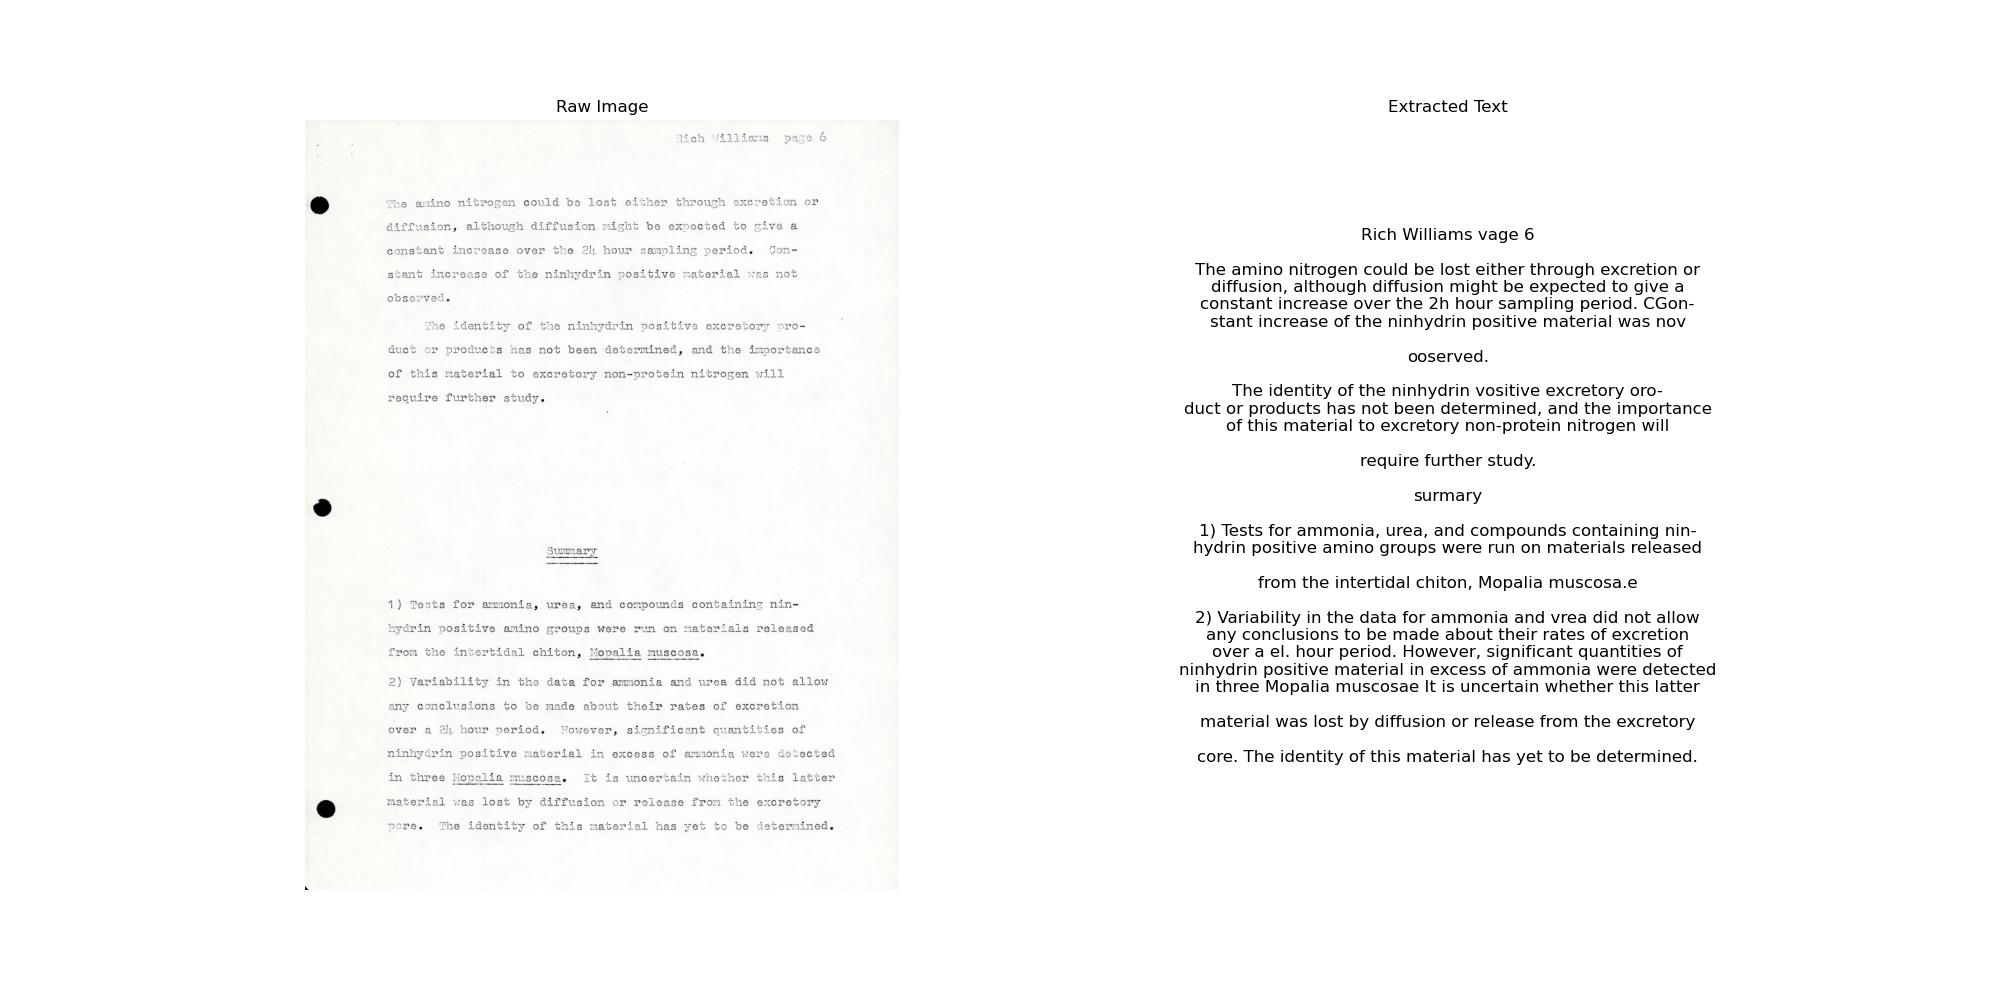 Raw Image
Rich Williams  page 6
The amino nitrogen could be lost either through excretion or
diffusion, although diffusion might be expected to give a
constant increase over the 24 hour sampling period.  Con-
stant increase of the ninhydrin positive material was not
observed.
The identity of the ninhydrin positive excretory pro-
duct or products has not been determined, and the importance
of this material to excretory non-protein nitrogen will
require further study.
Summary
1) Tests for ammonia, urea, and compounds containing nin-
hydrin positive amino groups were run on materials released
from the intertidal chiton, Mopalia muscosa.
2) Variability in the data for ammonia and urea did not allow
any conclusions to be made about their rates of excretion
over a 24 hour period.  However, significant quantities of
ninhydrin positive material in excess of ammonia were detected
in three Mopalia muscosa.  It is uncertain whether this latter
material was lost by diffusion or release from the excretory
pore.  The identity of this material has yet to be determined.
Extracted Text
Rich Williams vage 6
The amino nitrogen could be lost either through excretion or
diffusion, although diffusion might be expected to give a
constant increase over the 2h hour sampling period. CGon-
stant increase of the ninhydrin positive material was nov
ooserved.
The identity of the ninhydrin vositive excretory oro-
duct or products has not been determined, and the importance
of this material to excretory non-protein nitrogen will
require further study.
surmary
1) Tests for ammonia, urea, and compounds containing nin-
hydrin positive amino groups were run on materials released
from the intertidal chiton, Mopalia muscosa.e
2) Variability in the data for ammonia and vrea did not allow
any conclusions to be made about their rates of excretion
over a el. hour period. However, significant quantities of
ninhydrin positive material in excess of ammonia were detected
in three Mopalia muscosae It is uncertain whether this latter
material was lost by diffusion or release from the excretory
core. The identity of this material has yet to be determined.